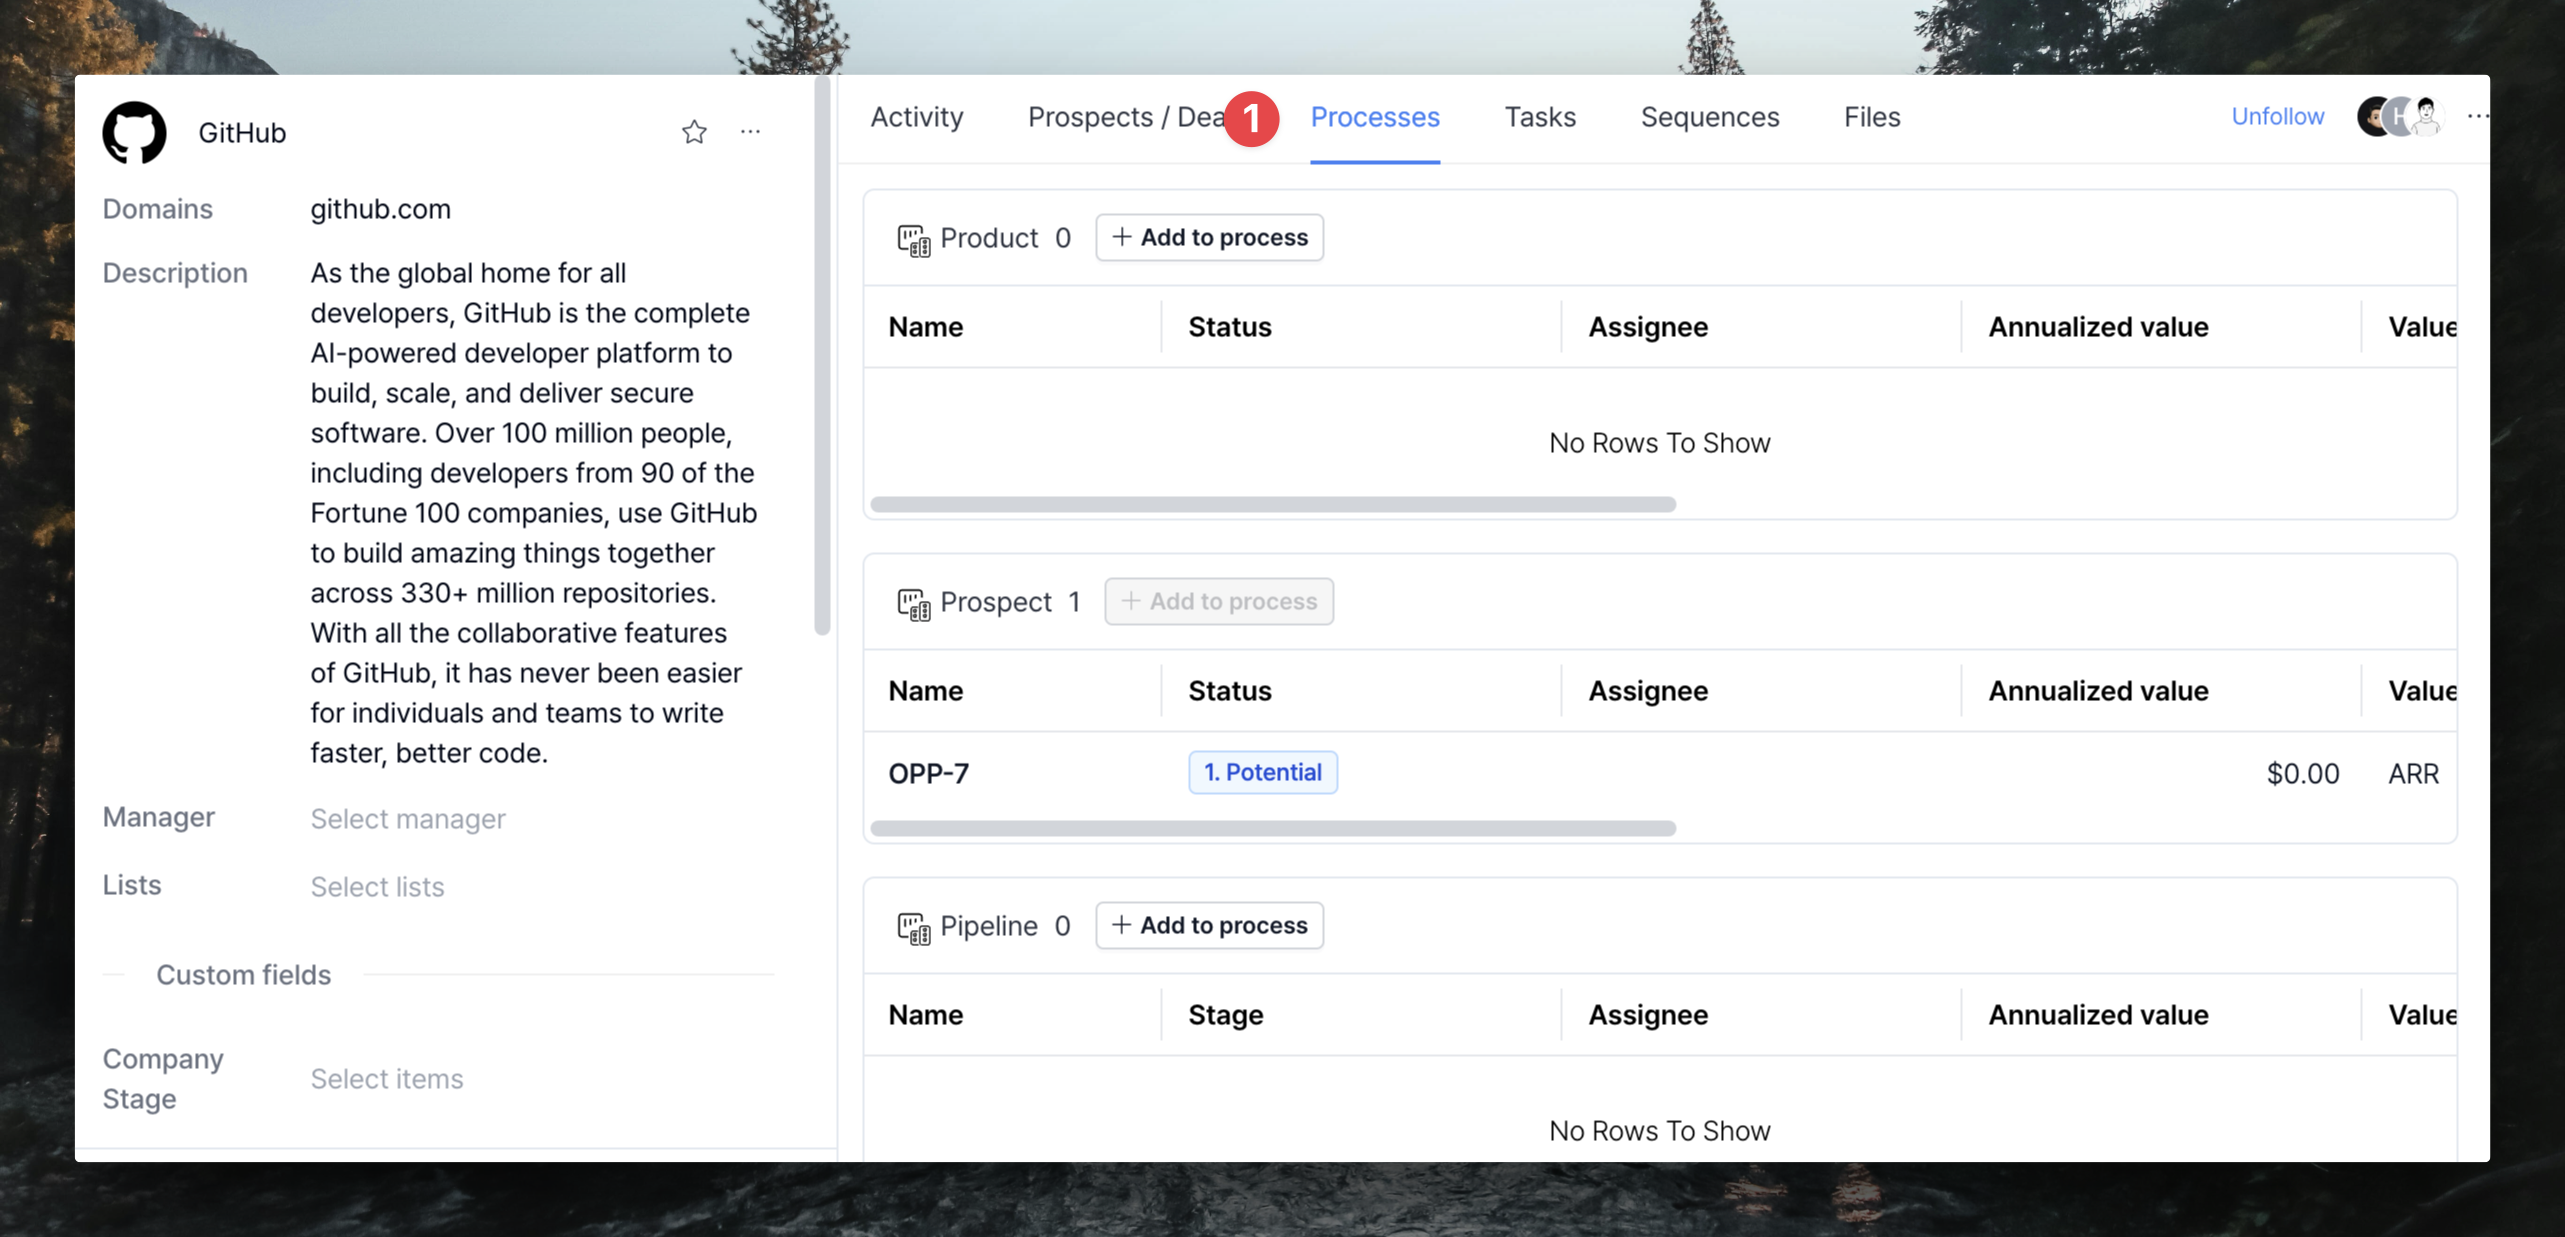 GitHub
Domains
github.com
Description
As the global home for all
developers, GitHub is the complete
AI-powered developer platform to
build, scale, and deliver secure
software. Over 100 million people,
including developers from 90 of the
Fortune 100 companies, use GitHub
to build amazing things together
across 330+ million repositories.
With all the collaborative features
of GitHub, it has never been easier
for individuals and teams to write
faster, better code.
Manager
Select manager
Lists
Select lists
Custom fields
Company
Stage
Select items
Activity Prospects / Dea 1 Processes Tasks Sequences Files Unfollow H
Product 0 + Add to process
Name Status Assignee Annualized value Value
No Rows To Show
Prospect 1 + Add to process
Name Status Assignee Annualized value Value
OPP-7 1. Potential $0.00 ARR
Pipeline 0 + Add to process
Name Stage Assignee Annualized value Value
No Rows To Show